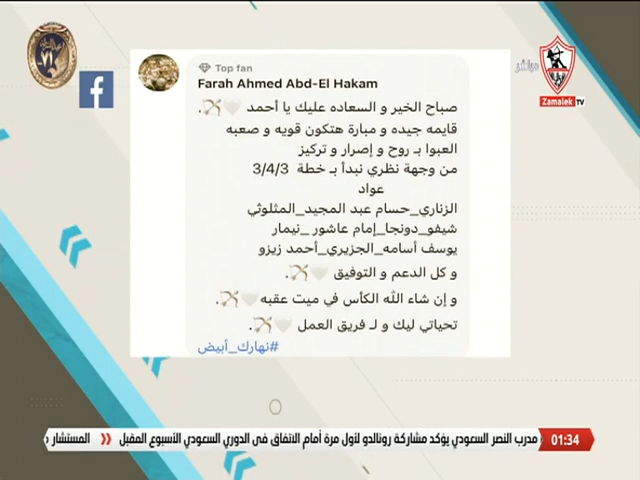 مباشر
Zamalek TV
Top fan
Farah Ahmed Abd-El Hakam
صباح الخير و السعاده عليك يا أحمد 🤍🏹.
قايمه جيده و مبارة هتكون قويه و صعبه
العبوا بـ روح و إصرار و تركيز
من وجهة نظري نبدأ بـ خطة 3/4/3
عواد
الزناري_حسام عبد المجيد_المثلوثي
شيفو_دونجا_إمام عاشور _نيمار
يوسف أسامه_الجزيري_أحمد زيزو
و كل الدعم و التوفيق 🤍🏹.
و إن شاء الله الكأس في ميت عقبه🤍🏹.
تحياتي ليك و لـ فريق العمل 🤍🏹.
#نهارك_أبيض
01:34
مدرب النصر السعودي يؤكد مشاركة رونالدو لأول مرة أمام الاتفاق فى الدوري السعودي الأسبوع المقبل
المستشار